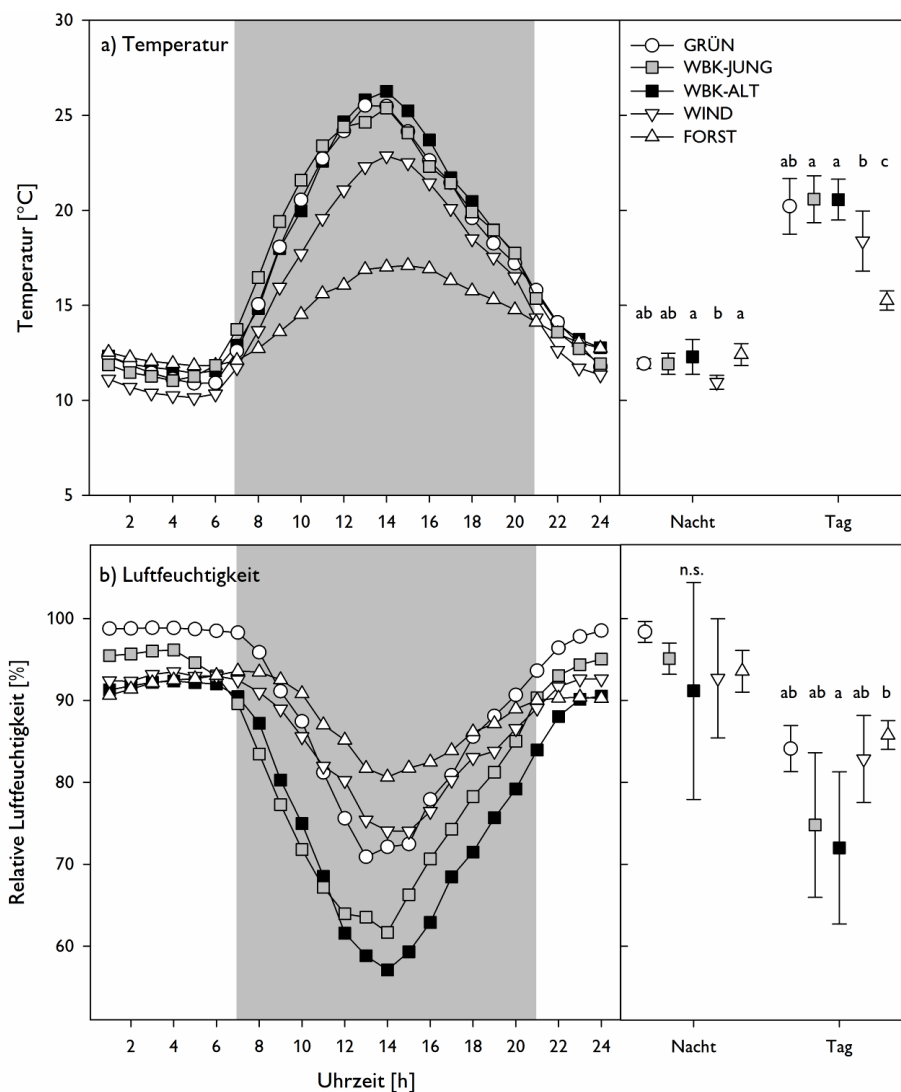 30
25
20
15
10
5
Temperatur [°C]
a) Temperatur
GRÜN
WBK-JUNG
WBK-ALT
WIND
FORST
ab a a b c
ab ab a b a
2 4 6 8 10 12 14 16 18 20 22 24
Nacht Tag
b) Luftfeuchtigkeit
100
90
80
70
60
Relative Luftfeuchtigkeit [%]
n.s.
ab ab a ab b
2 4 6 8 10 12 14 16 18 20 22 24
Nacht Tag
Uhrzeit [h]